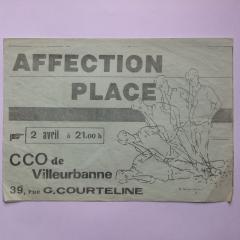 AFFECTION
PLACE
2 avril à 21.00 h
CCO de
Villeurbanne
39, rue G. COURTELINE